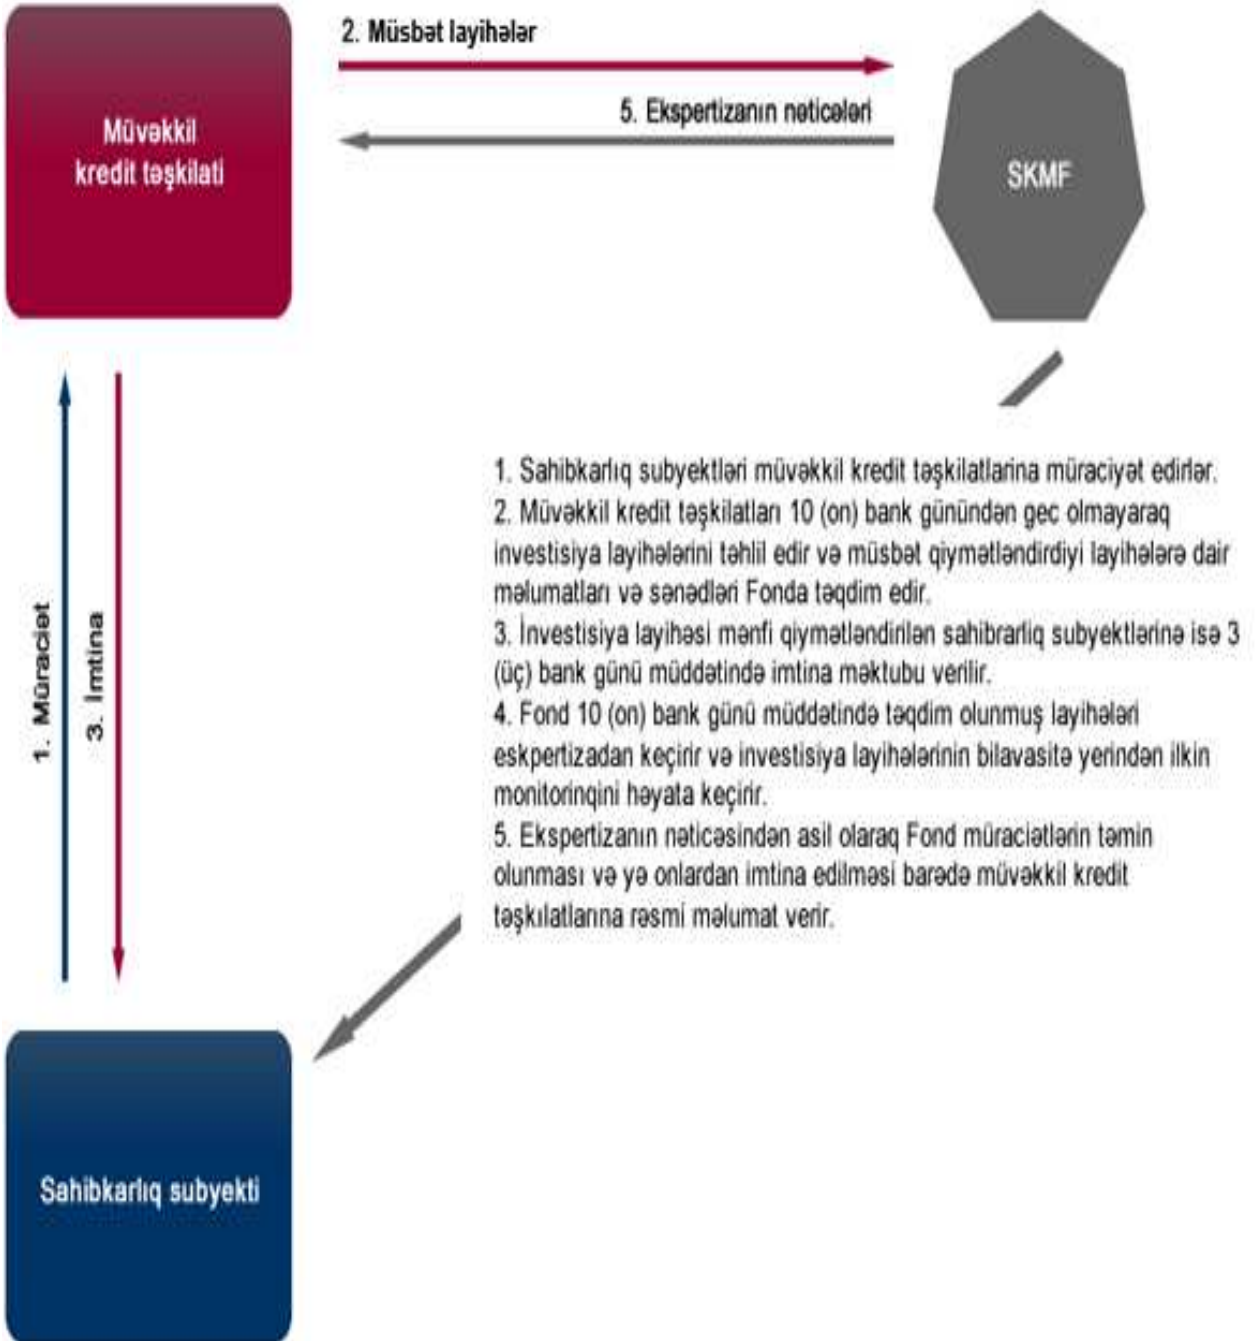 2. Müsbət layihələr
5. Ekspertizanın nəticələri
Müvəkkil
kredit təşkilati
SKMF
1. Müraciət
3. Imtina
1. Sahibkarlıq subyektləri müvəkkil kredit təşkilatlarina müraciyət edirlər.
2. Müvəkkil kredit təşkilatları 10 (on) bank günündən gec olmayaraq
investisiya layihələrini təhlil edir və müsbət qiymətləndirdiyi layihələrə dair
məlumatları və sənədləri Fonda təqdim edir.
3. İnvestisiya layihəsi mənfi qiymətləndirilən sahibrarlıq subyektlərinə isə 3
(üç) bank günü müddətində imtina məktubu verilir.
4. Fond 10 (on) bank günü müddətində təqdim olunmuş layihələri
eskpertizadan keçirir və investisiya layihələrinin bilavasitə yerindən ilkin
monitorinqini həyata keçirir.
5. Ekspertizanın nəticəsindən asil olaraq Fond müraciətlərin təmin
olunması və yə onlardan imtina edilməsi barədə müvəkkil kredit
təşkılatlarına rəsmi məlumat verir.
Sahibkarlıq subyekti